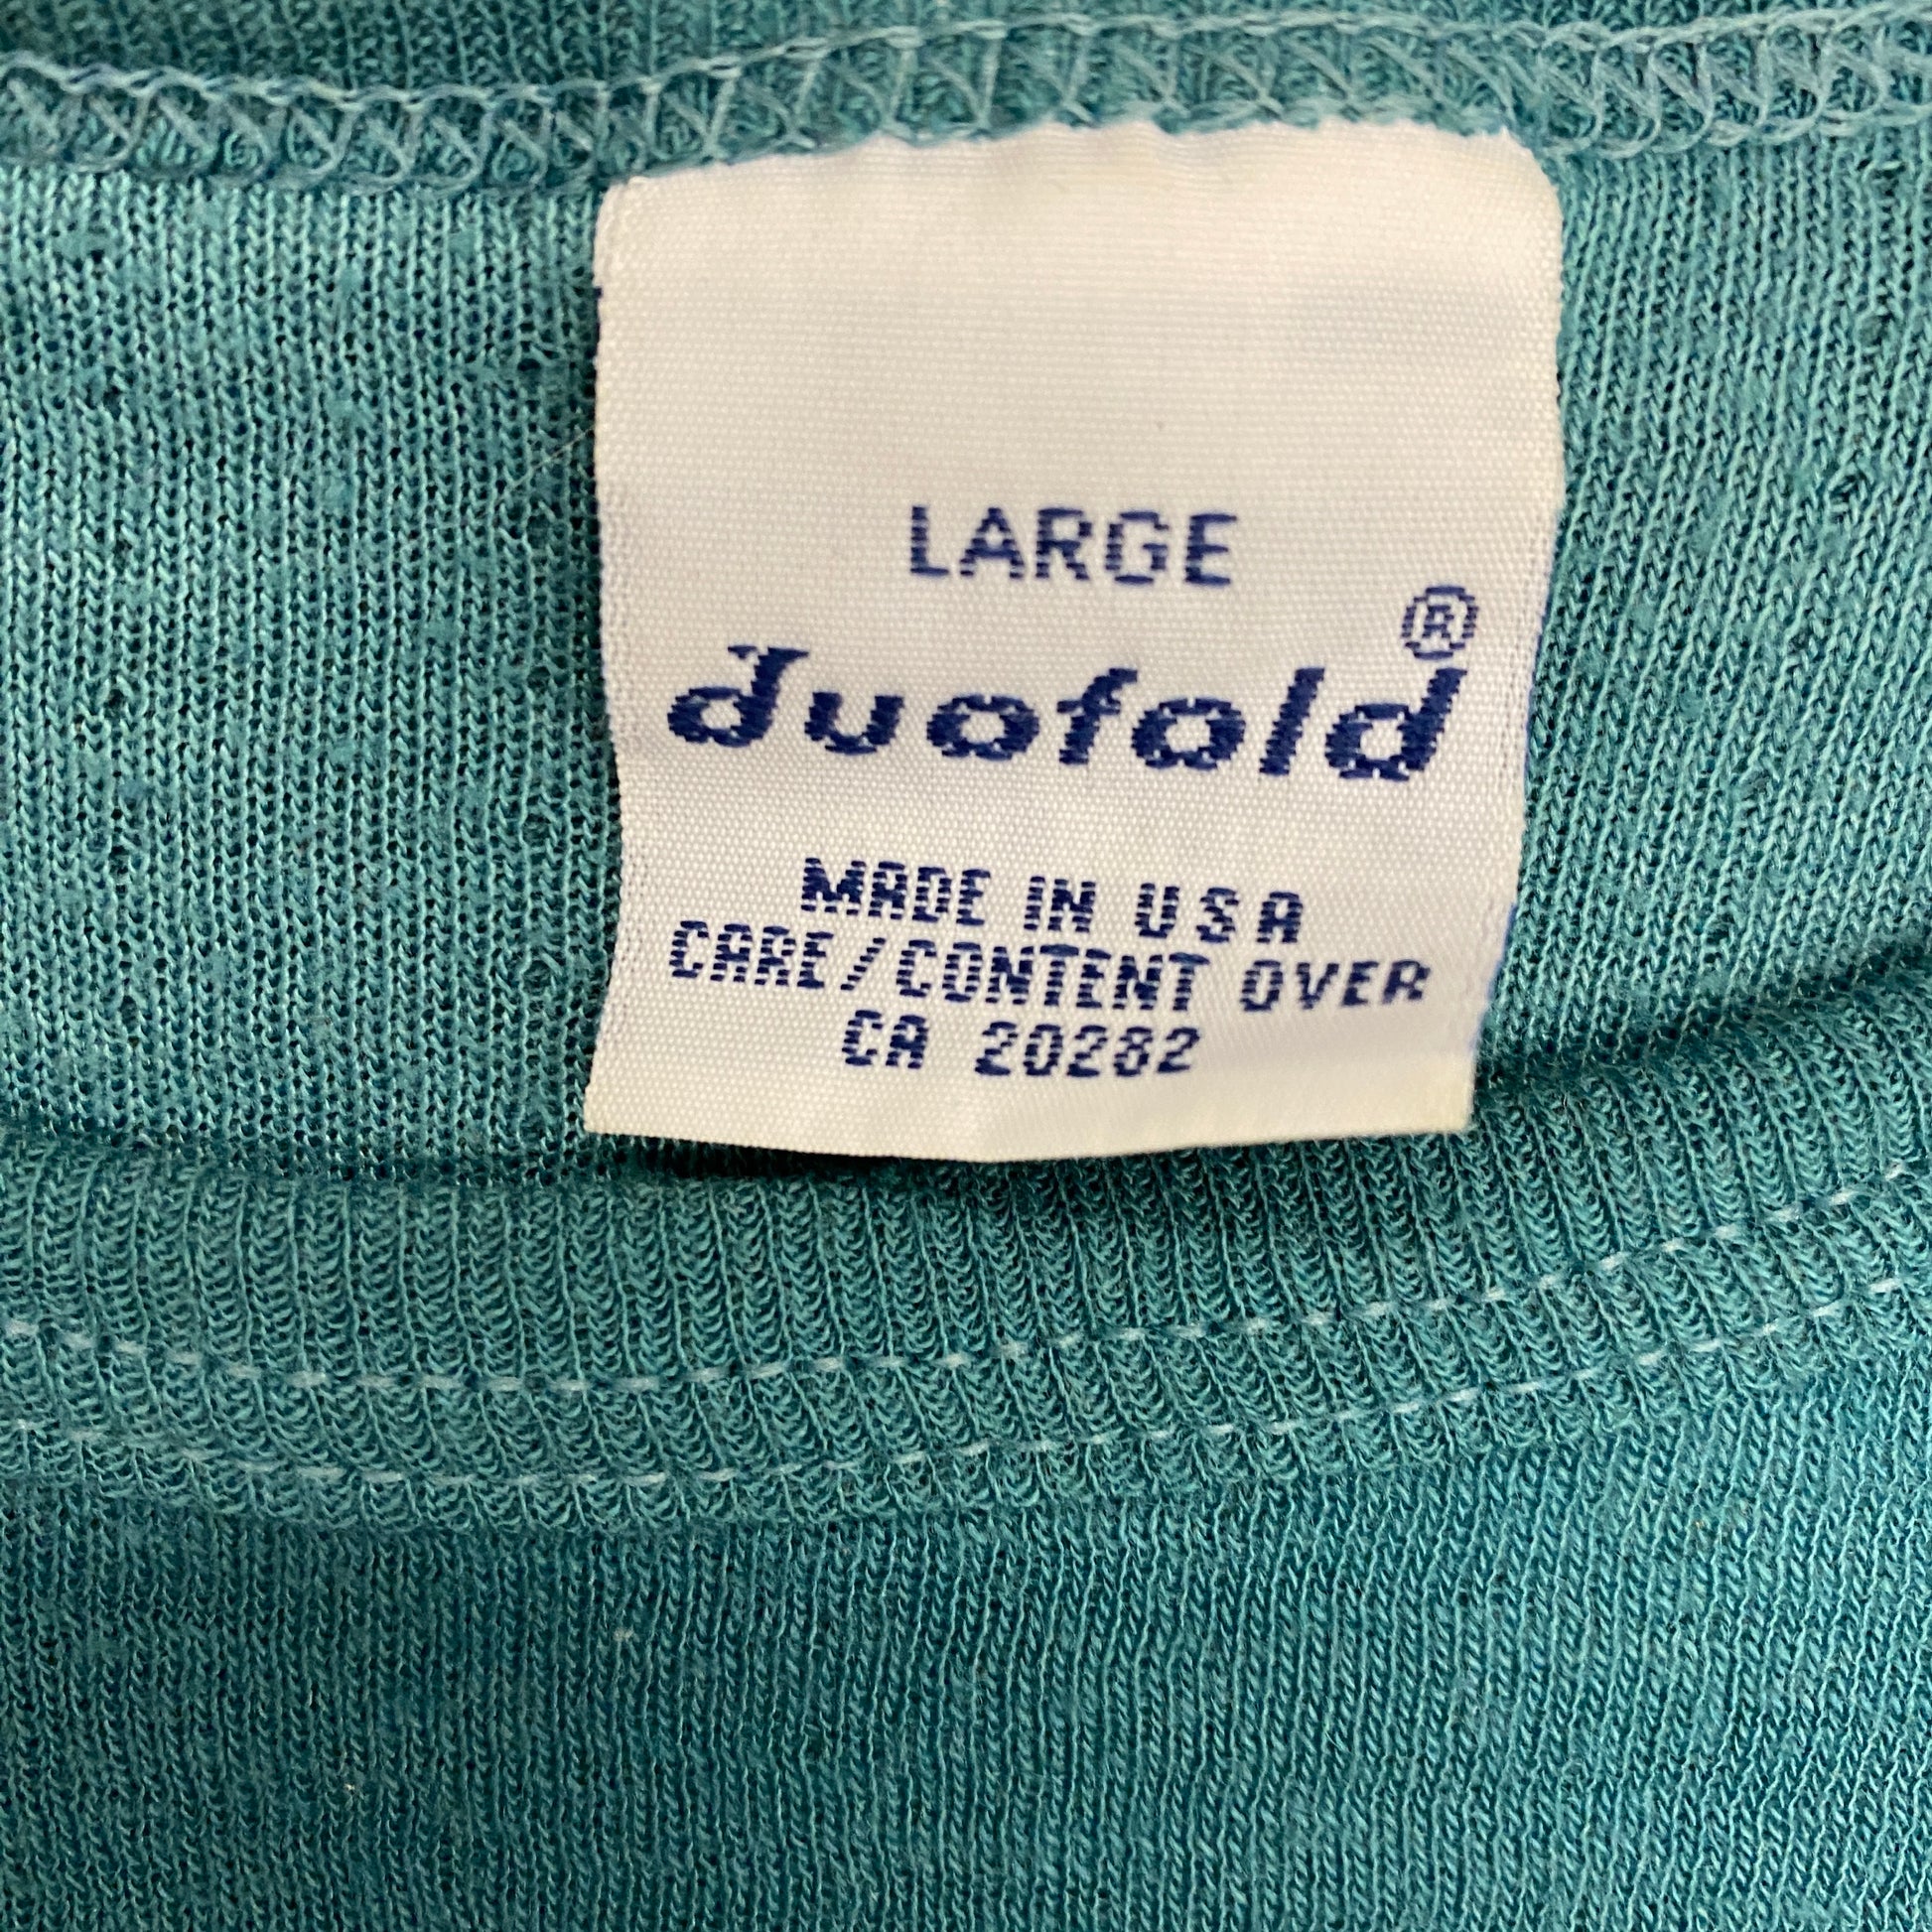 LARGE
duofold®
MADE IN USA
CARE/CONTENT OVER
CA 20282